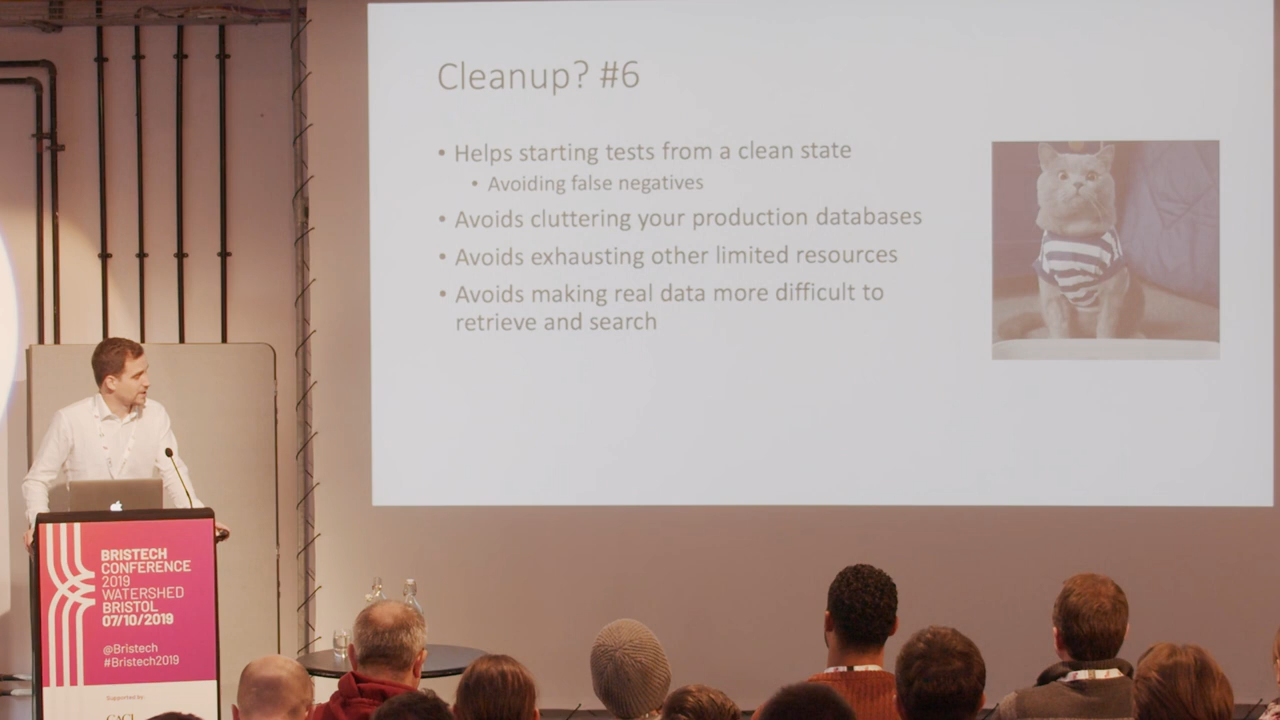 Cleanup? #6
• Helps starting tests from a clean state
• Avoiding false negatives
• Avoids cluttering your production databases
• Avoids exhausting other limited resources
• Avoids making real data more difficult to
retrieve and search
BRISTECH
CONFERENCE
2019
WATERSHED
BRISTOL
07/10/2019
@Bristech
#Bristech2019
Supported by:
CACI